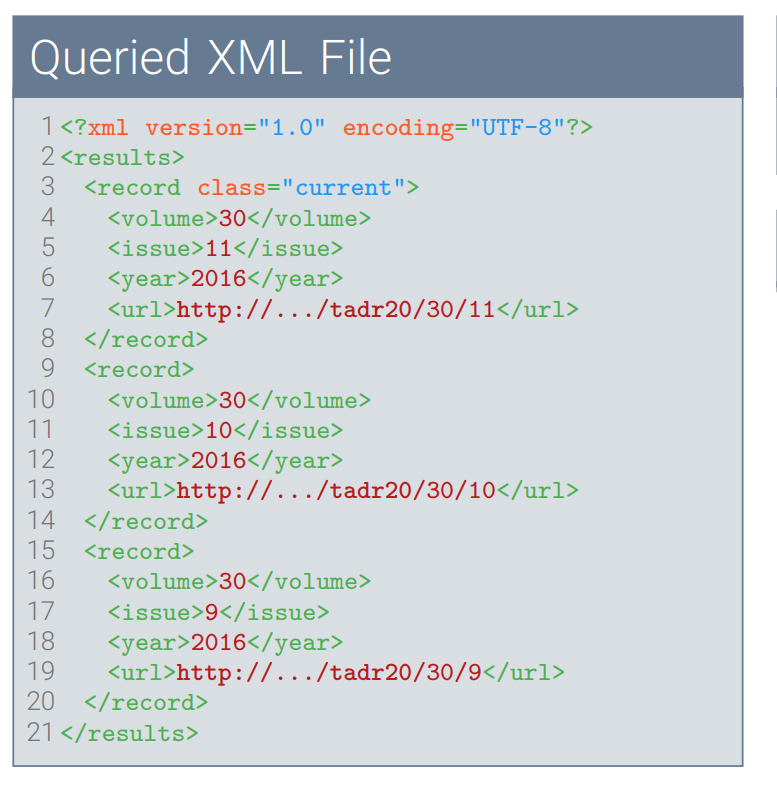 Queried XML File
1 <?xml version="1.0" encoding="UTF-8"?>
2 <results>
3   <record class="current">
4     <volume>30</volume>
5     <issue>11</issue>
6     <year>2016</year>
7     <url>http://.../tadr20/30/11</url>
8   </record>
9   <record>
10     <volume>30</volume>
11     <issue>10</issue>
12     <year>2016</year>
13     <url>http://.../tadr20/30/10</url>
14   </record>
15   <record>
16     <volume>30</volume>
17     <issue>9</issue>
18     <year>2016</year>
19     <url>http://.../tadr20/30/9</url>
20   </record>
21 </results>